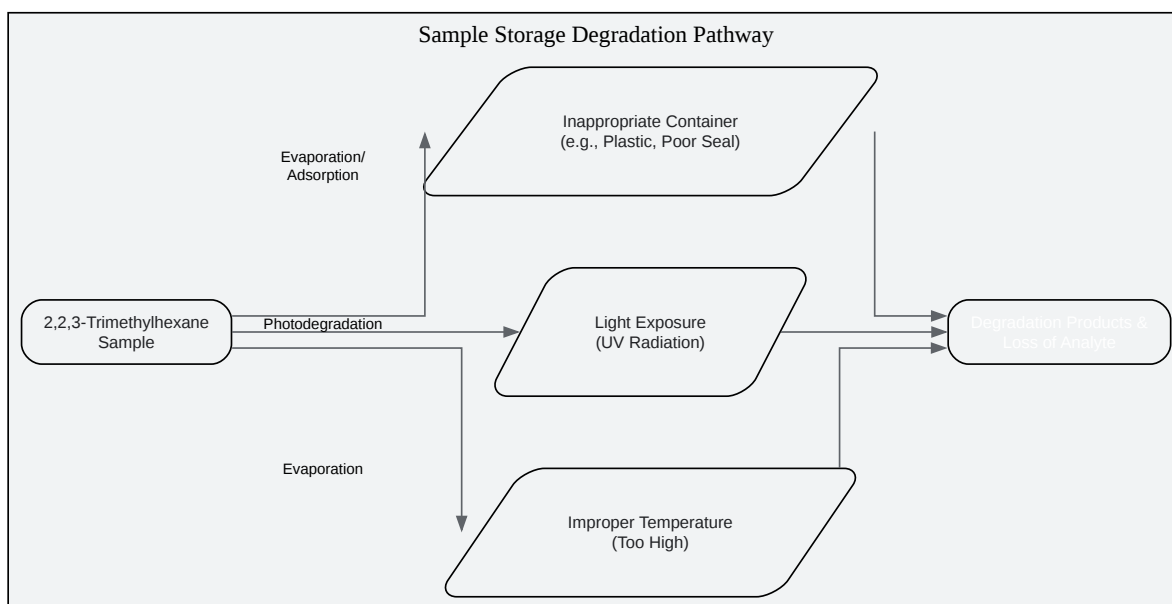 Sample Storage Degradation Pathway
Inappropriate Container
(e.g., Plastic, Poor Seal)
Evaporation/
Adsorption
2,2,3-Trimethylhexane
Sample
Photodegradation
Light Exposure
(UV Radiation)
Degradation Products &
Loss of Analyte
Evaporation
Improper Temperature
(Too High)